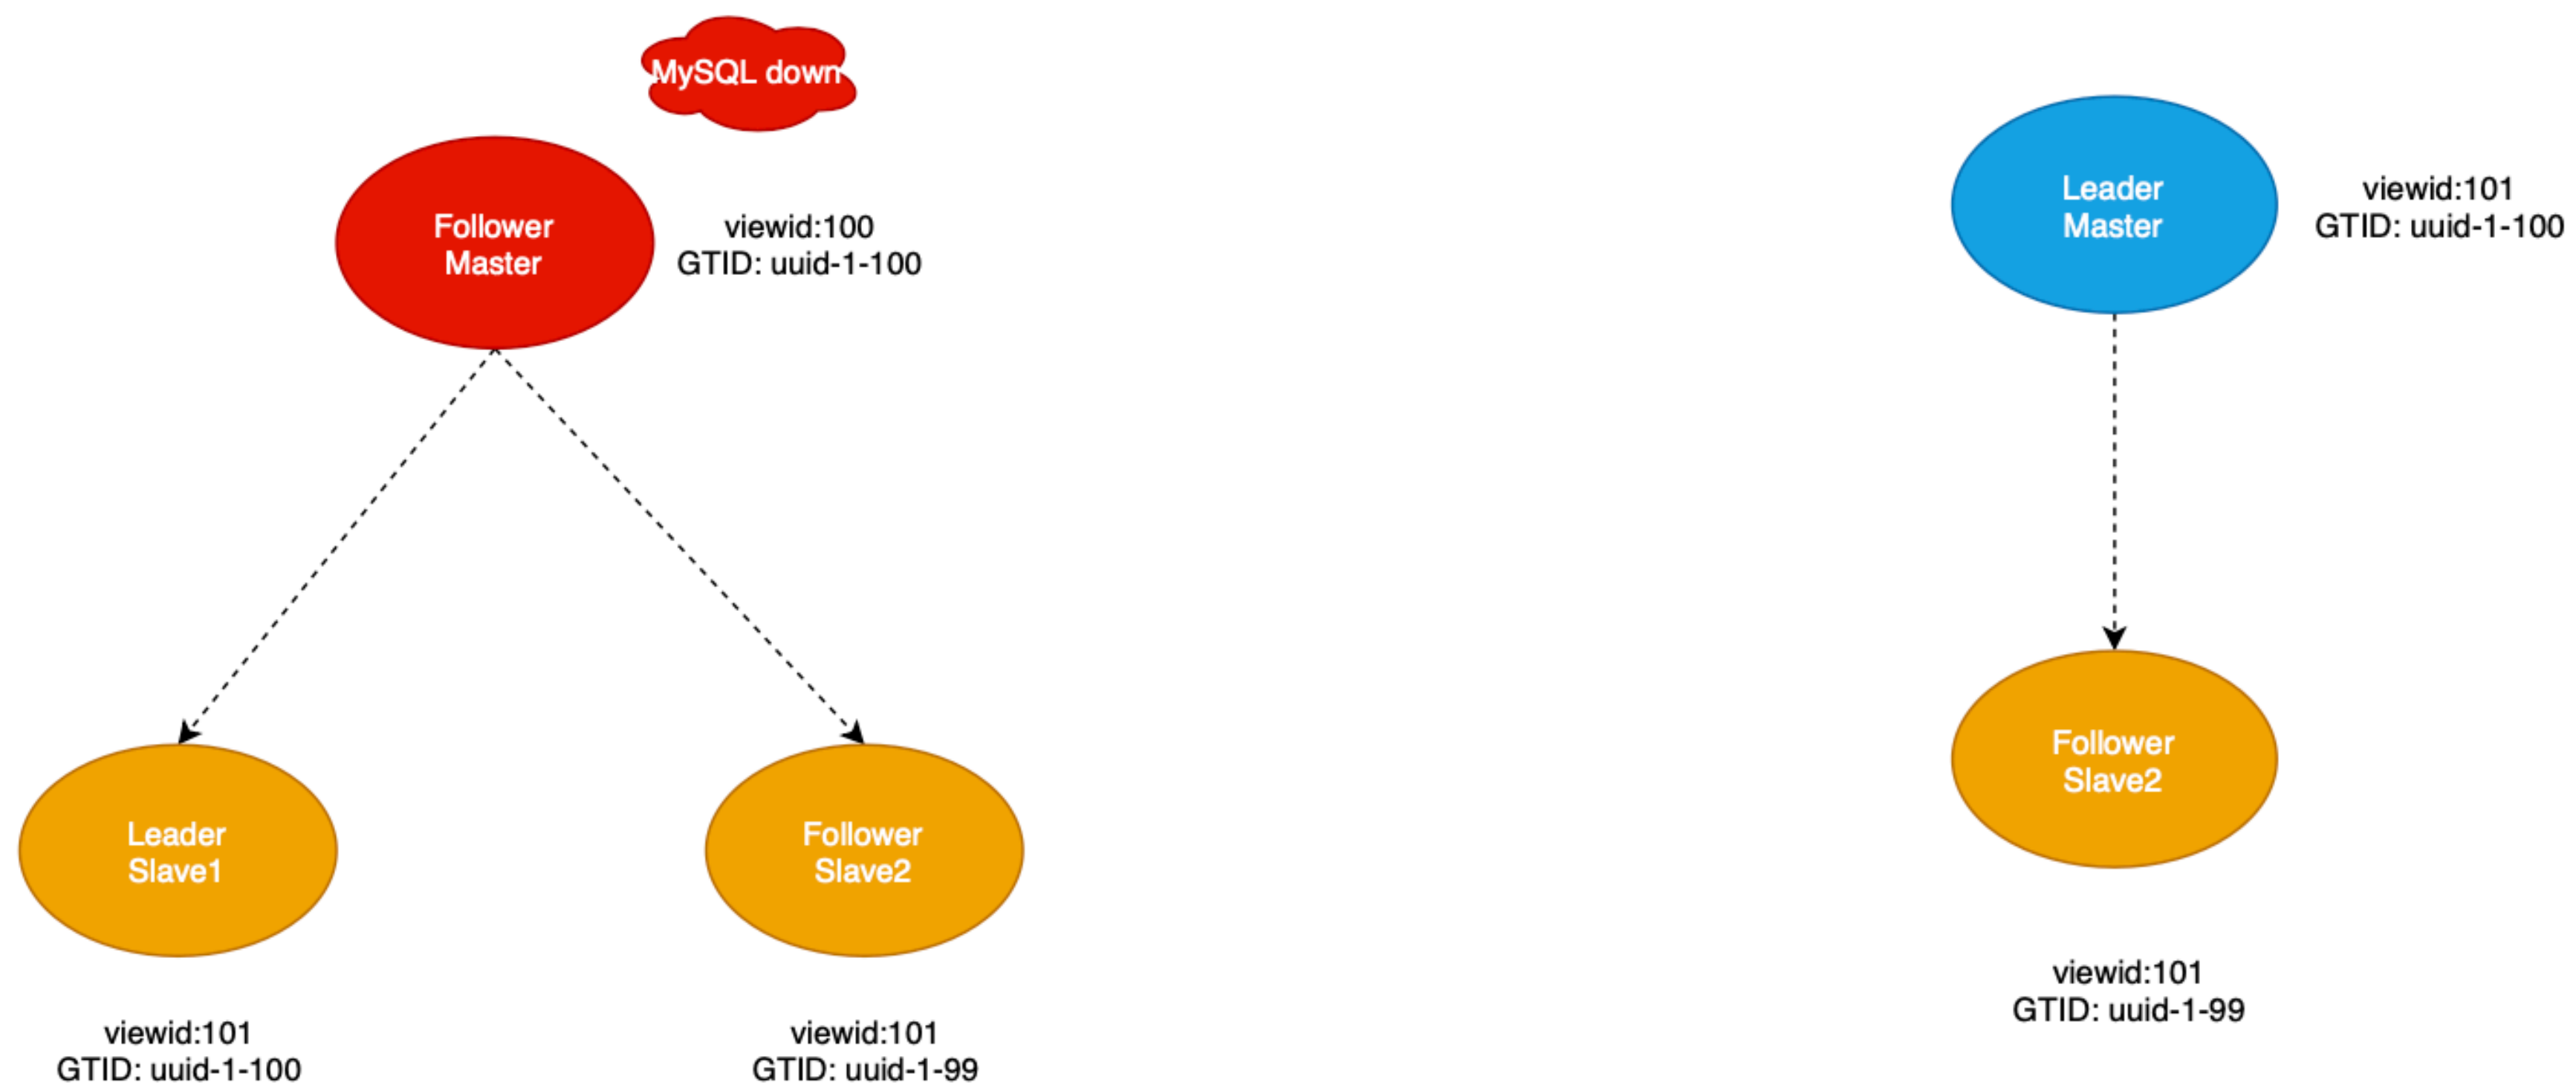 MySQL down
Follower
Master
viewid:100
GTID: uuid-1-100
Leader
Slave1
viewid:101
GTID: uuid-1-100
Follower
Slave2
viewid:101
GTID: uuid-1-99
Leader
Master
viewid:101
GTID: uuid-1-100
Follower
Slave2
viewid:101
GTID: uuid-1-99